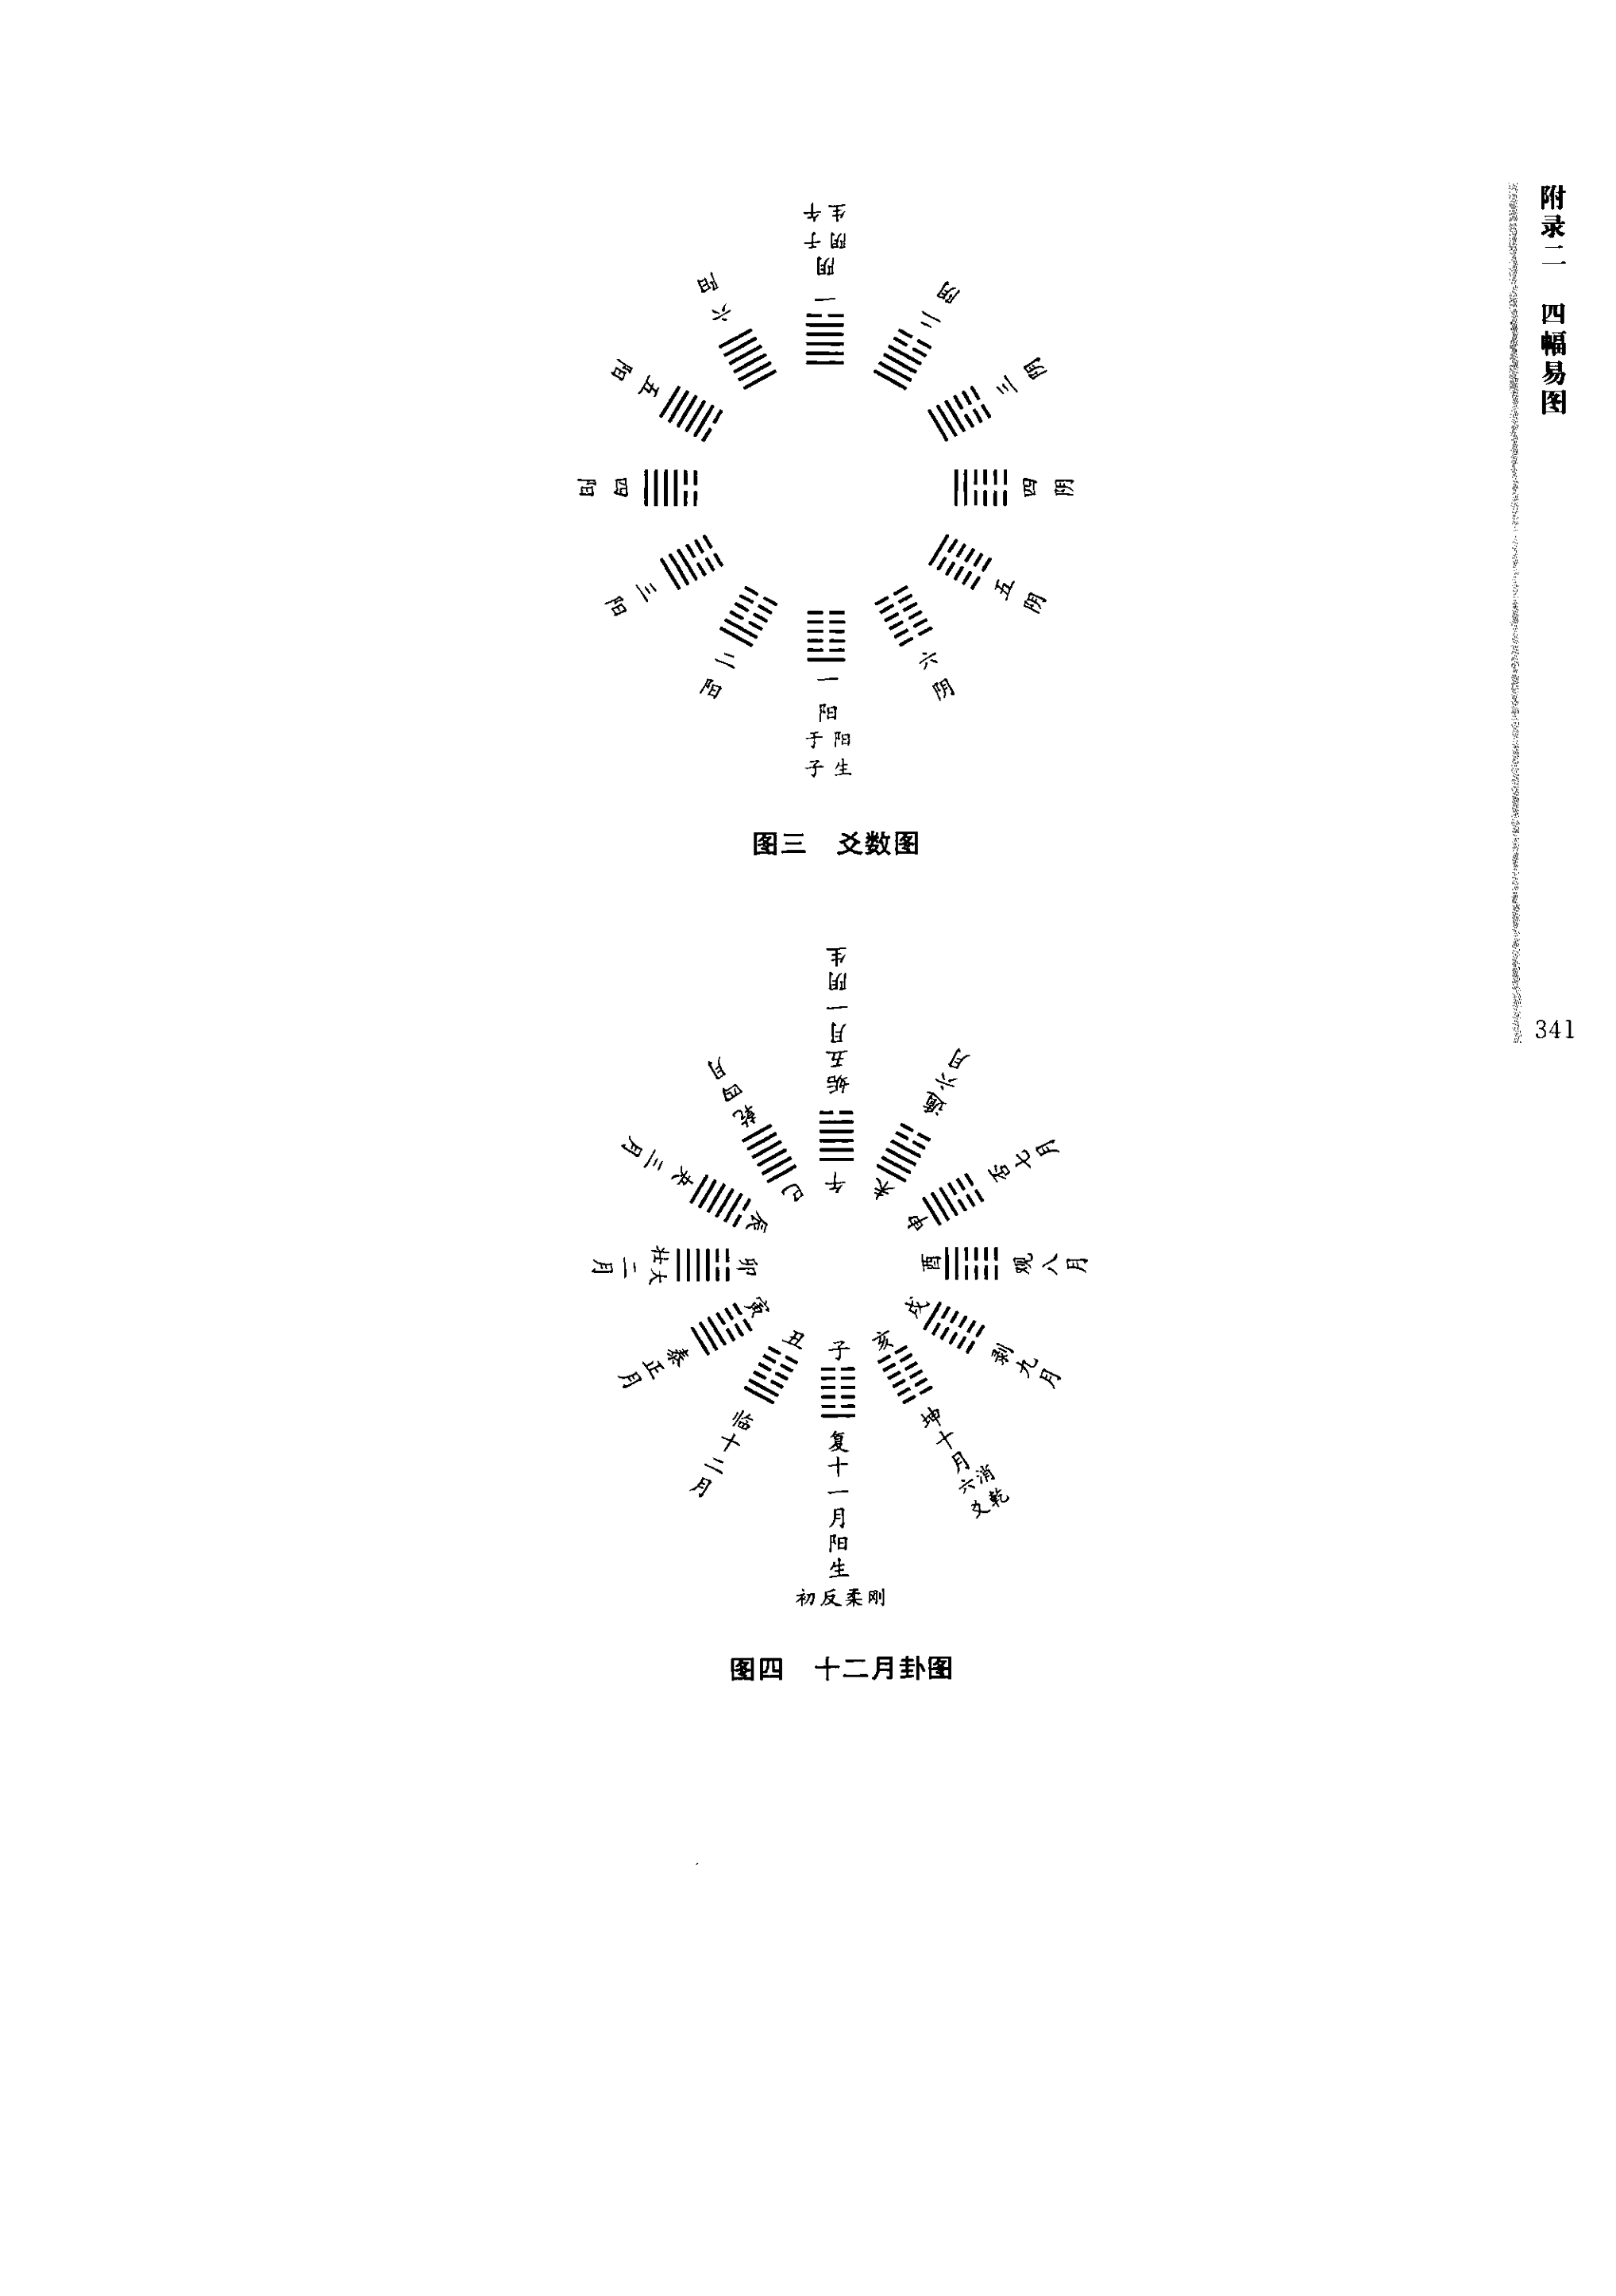 附录二 四幅易图
341
一阴
阴生
于午
二阴
三阴
四阴
五阴
六阴
一阳
阳生
于子
二阳
三阳
四阳
五阳
六阳
图三 爻数图
午
姤五月一阴生
未
遁六月
申
否七月
酉
观八月
戌
剥九月
亥
坤十月
消乾
六爻
子
复十一月阳生
刚柔反初
丑
临十二月
寅
泰正月
卯
大壮
二月
辰
夬三月
巳
乾四月
图四 十二月卦图